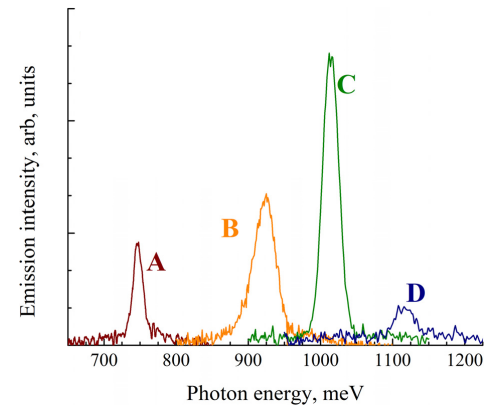 Emission intensity, arb, units
C
B
A
D
700 800 900 1000 1100 1200
Photon energy, meV